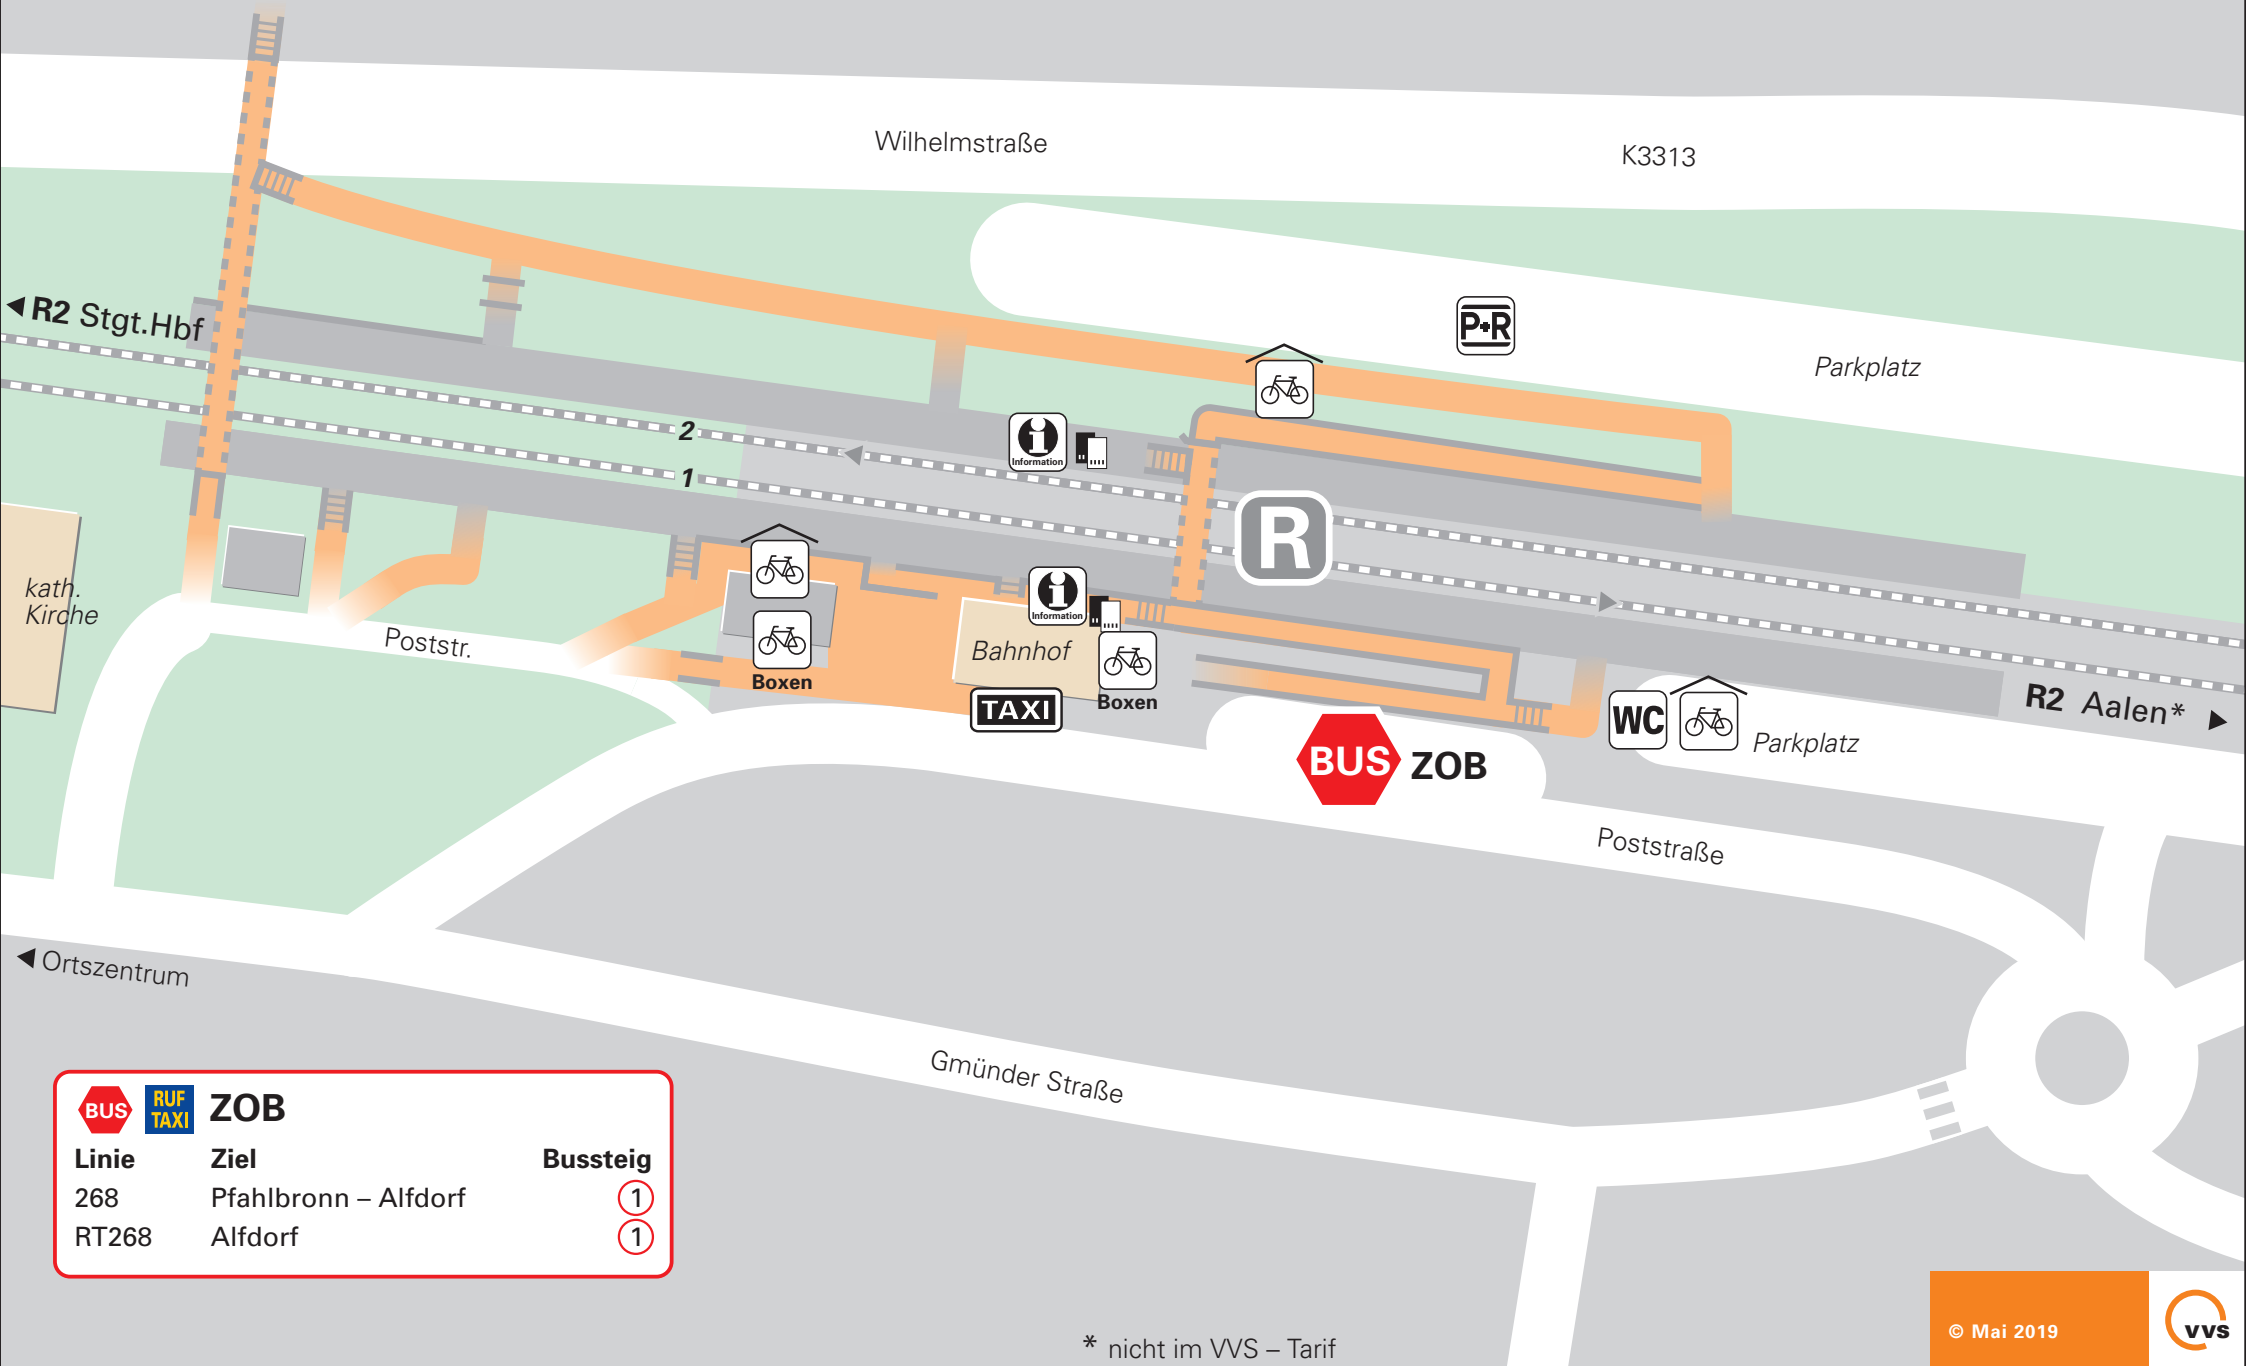 Wilhelmstraße
K3313
R2 Stgt.Hbf
P+R
Parkplatz
2
Information
1
R
kath.
Kirche
Poststr.
Information
Bahnhof
Boxen
Boxen
TAXI
WC
Parkplatz
R2 Aalen*
BUS ZOB
Poststraße
Ortszentrum
Gmünder Straße
BUS RUF TAXI ZOB
Linie Ziel Bussteig
268 Pfahlbronn – Alfdorf 1
RT268 Alfdorf 1
* nicht im VVS – Tarif
© Mai 2019
VVS